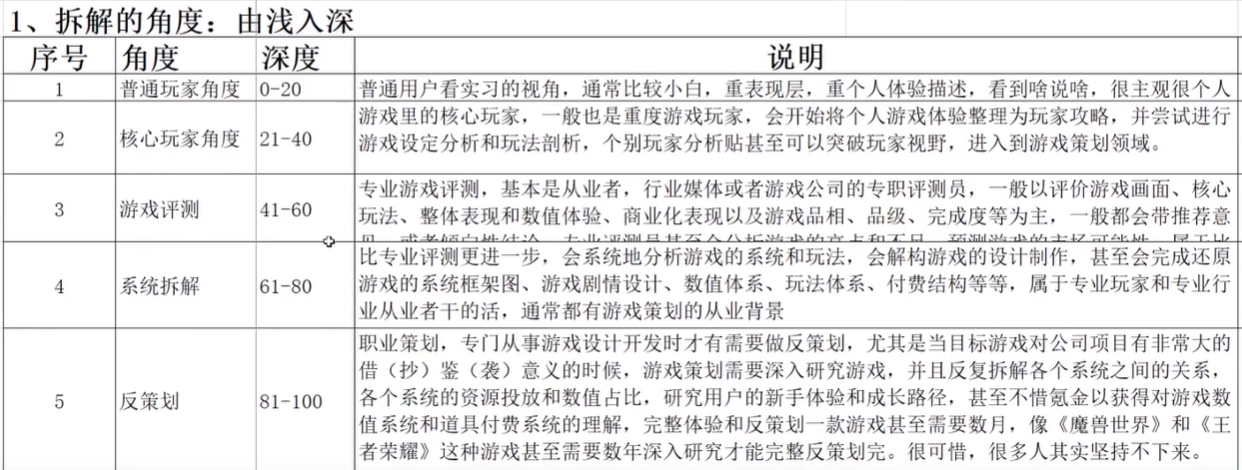 1、拆解的角度：由浅入深
序号 角度 深度 说明
1 普通玩家角度 0-20 普通用户看实习的视角，通常比较小白，重表现层，重个人体验描述，看到啥说啥，很主观很个人
2 核心玩家角度 21-40 游戏里的核心玩家，一般也是重度游戏玩家，会开始将个人游戏体验整理为玩家攻略，并尝试进行
游戏设定分析和玩法剖析，个别玩家分析贴甚至可以突破玩家视野，进入到游戏策划领域。
3 游戏评测 41-60 专业游戏评测，基本是从业者，行业媒体或者游戏公司的专职评测员，一般以评价游戏画面、核心
玩法、整体表现和数值体验、商业化表现以及游戏品相、品级、完成度等为主，一般都会带推荐意
4 系统拆解 61-80 比专业评测更进一步，会系统地分析游戏的系统和玩法，会解构游戏的设计制作，甚至会完成还原
游戏的系统框架图、游戏剧情设计、数值体系、玩法体系、付费结构等等，属于专业玩家和专业行
业从业者干的活，通常都有游戏策划的从业背景
5 反策划 81-100 职业策划，专门从事游戏设计开发时才有需要做反策划，尤其是当目标游戏对公司项目有非常大的
借（抄）鉴（袭）意义的时候，游戏策划需要深入研究游戏，并且反复拆解各个系统之间的关系，
各个系统的资源投放和数值占比，研究用户的新手体验和成长路径，甚至不惜氪金以获得对游戏数
值系统和道具付费系统的理解，完整体验和反策划一款游戏甚至需要数月，像《魔兽世界》和《王
者荣耀》这种游戏甚至需要数年深入研究才能完整反策划完。很可惜，很多人其实坚持不下来。